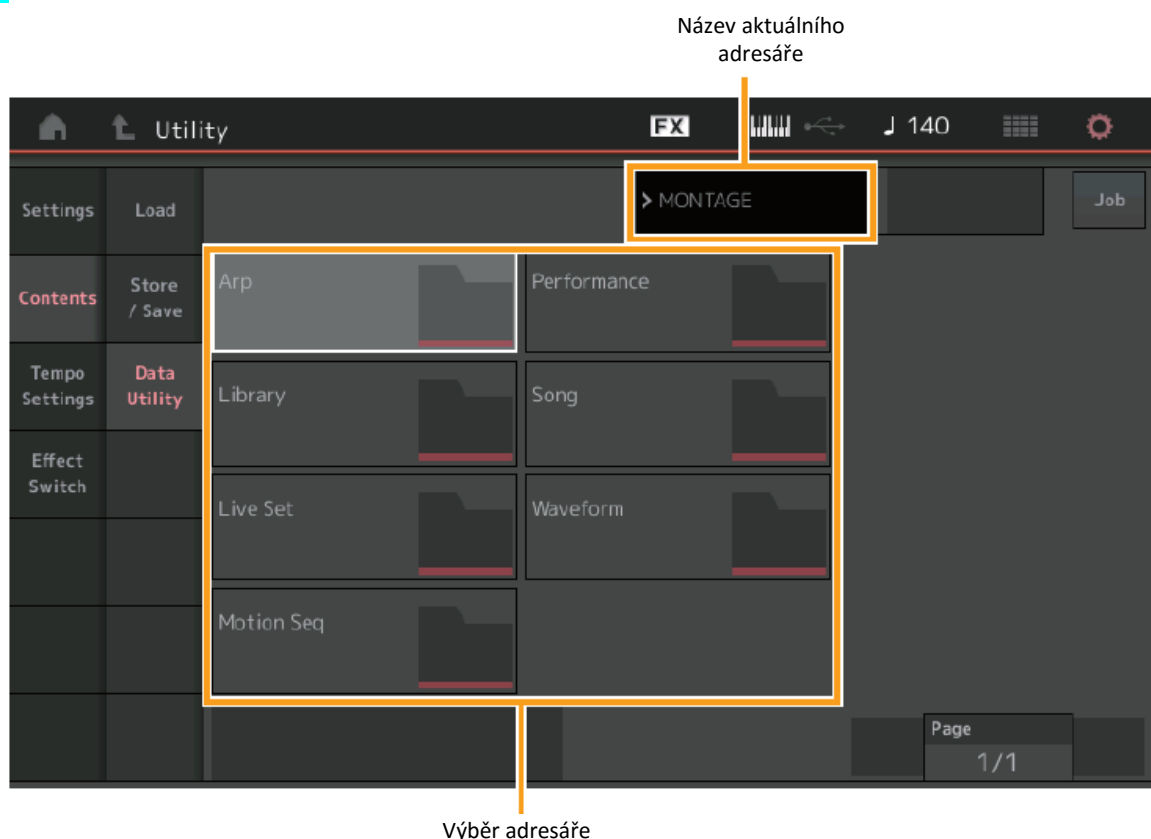 Název aktuálního
adresáře
Utility
FX
♩ 140
> MONTAGE
Job
Settings
Load
Contents
Store
/ Save
Tempo
Settings
Data
Utility
Effect
Switch
Arp
Performance
Library
Song
Live Set
Waveform
Motion Seq
Page
1/1
Výběr adresáře